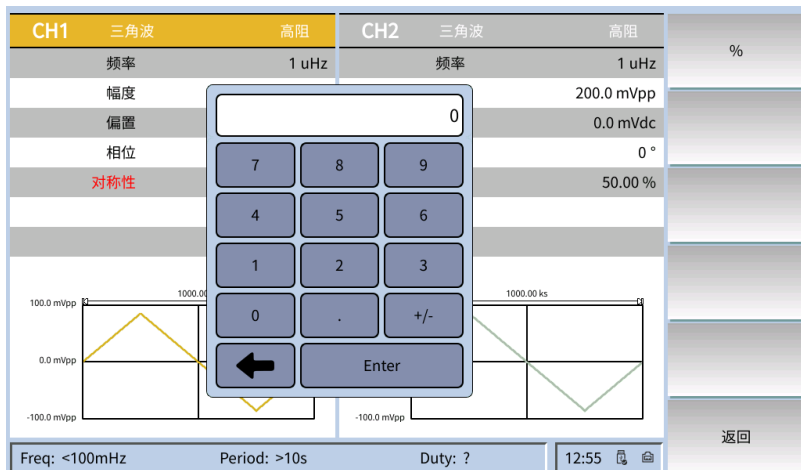 CH1 三角波 高阻 CH2 三角波 高阻
频率 1 uHz 频率 1 uHz
幅度 200.0 mVpp
偏置 0.0 mVdc
相位 0 °
对称性 50.00 %
0
7 8 9
4 5 6
1 2 3
0 . +/-
Enter
1000.00 1000.00 ks
100.0 mVpp
0.0 mVpp
-100.0 mVpp -100.0 mVpp
Freq: <100mHz Period: >10s Duty: ? 12:55
%
返回